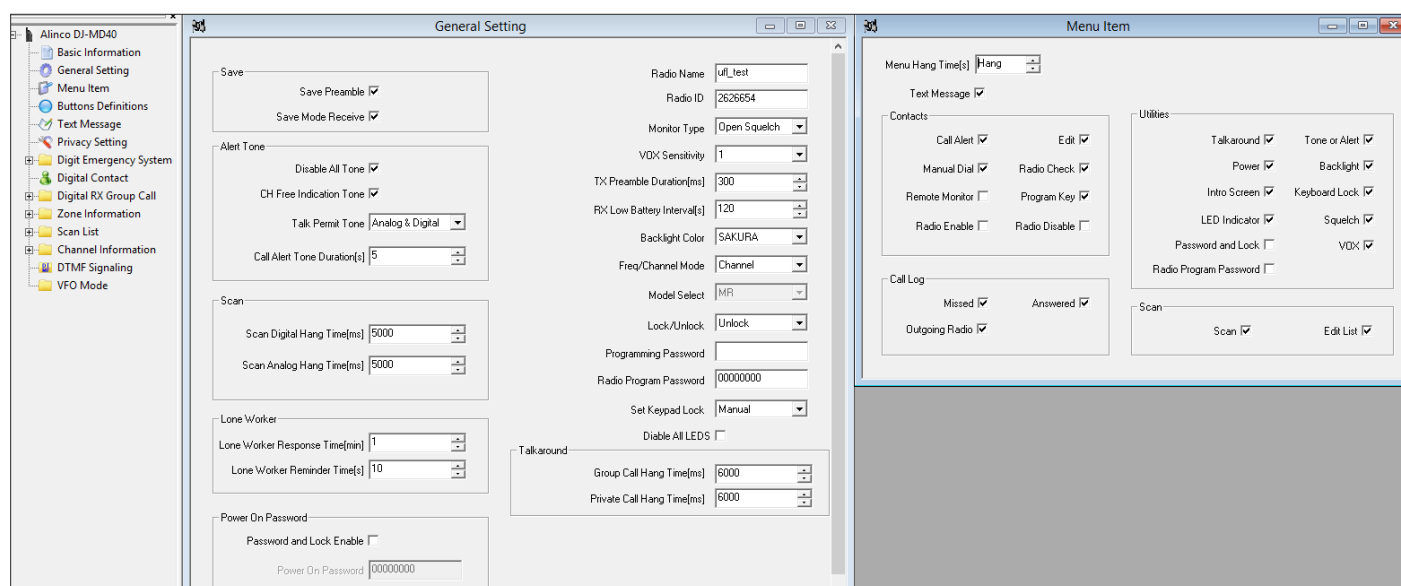 Alinco DJ-MD40
Basic Information
General Setting
Menu Item
Buttons Definitions
Text Message
Privacy Setting
Digit Emergency System
Digital Contact
Digital RX Group Call
Zone Information
Scan List
Channel Information
DTMF Signaling
VFO Mode
General Setting
Save
Save Preamble
Save Mode Receive
Alert Tone
Disable All Tone
CH Free Indication Tone
Talk Permit Tone Analog & Digital
Call Alert Tone Duration[s] 5
Scan
Scan Digital Hang Time[ms] 5000
Scan Analog Hang Time[ms] 5000
Lone Worker
Lone Worker Response Time[min] 1
Lone Worker Reminder Time[s] 10
Power On Password
Password and Lock Enable
Power On Password 00000000
Radio Name ufl_test
Radio ID 2626654
Monitor Type Open Squelch
VOX Sensitivity 1
TX Preamble Duration[ms] 300
RX Low Battery Interval[s] 120
Backlight Color SAKURA
Freq/Channel Mode Channel
Model Select MR
Lock/Unlock Unlock
Programming Password
Radio Program Password 00000000
Set Keypad Lock Manual
Diable All LEDS
Talkaround
Group Call Hang Time[ms] 6000
Private Call Hang Time[ms] 6000
Menu Item
Menu Hang Time[s] Hang
Text Message
Contacts
Call Alert Edit
Manual Dial Radio Check
Remote Monitor Program Key
Radio Enable Radio Disable
Call Log
Missed Answered
Outgoing Radio
Utilities
Talkaround Tone or Alert
Power Backlight
Intro Screen Keyboard Lock
LED Indicator Squelch
Password and Lock VOX
Radio Program Password
Scan
Scan Edit List